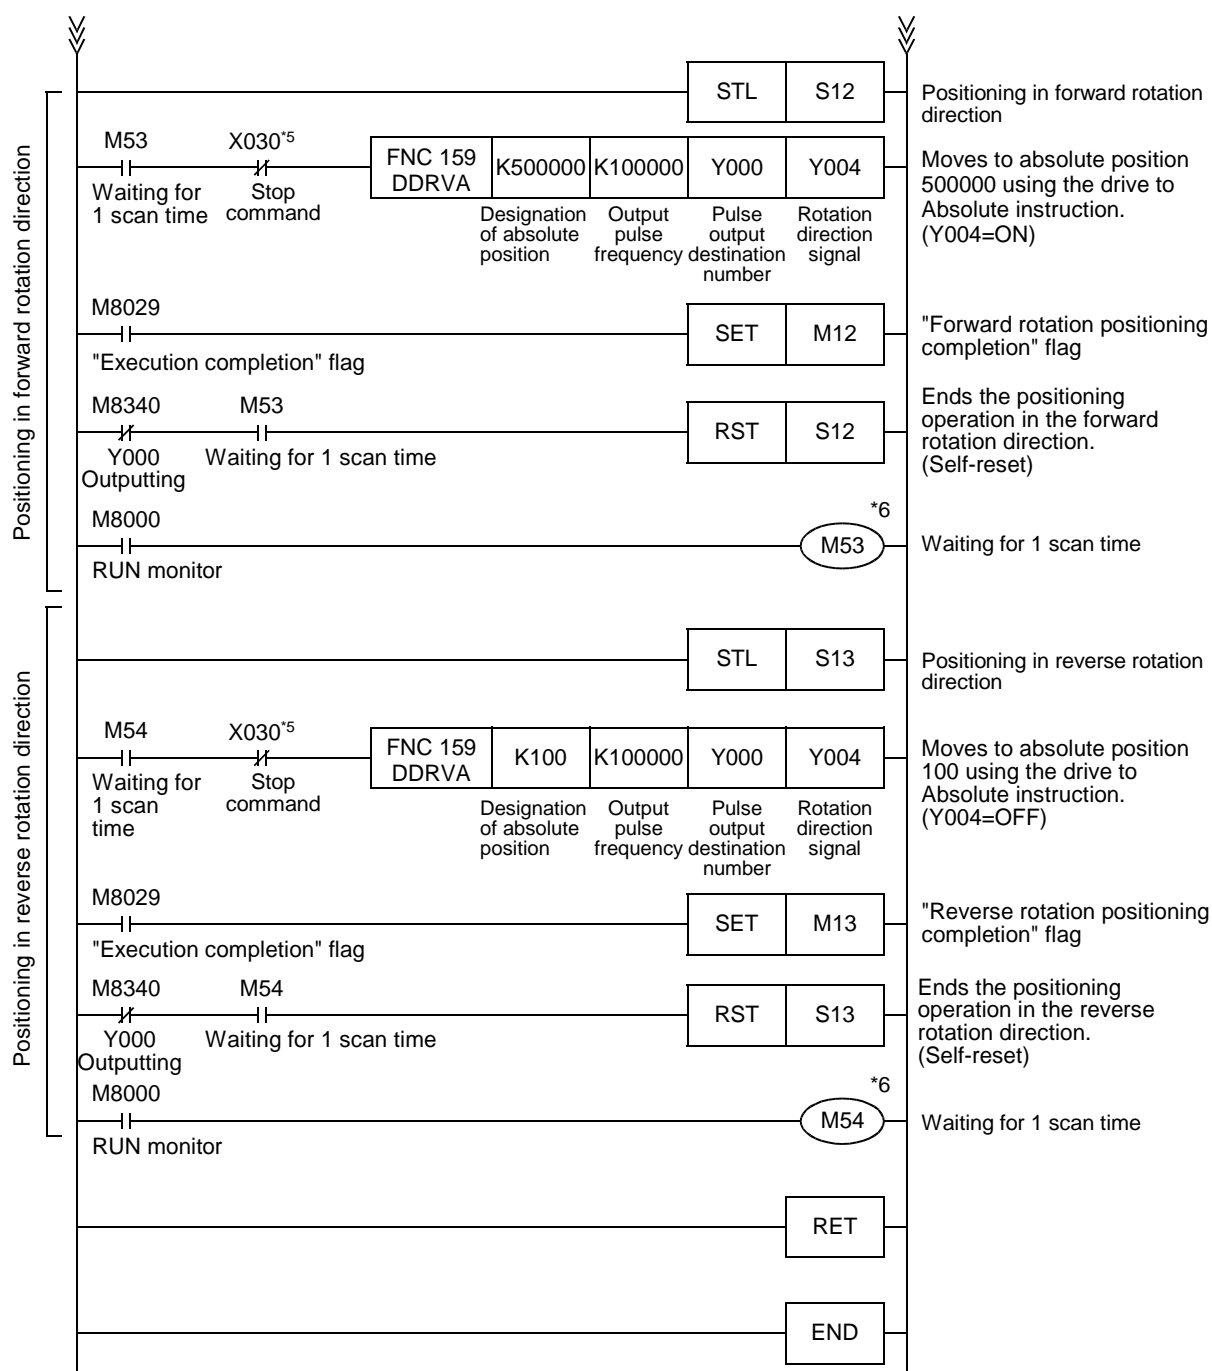 STL S12
Positioning in forward rotation
direction
Positioning in forward rotation direction
M53 X030*5
FNC 159
DDRVA K500000 K100000 Y000 Y004
Waiting for
1 scan time
Stop
command
Designation
of absolute
position
Output
pulse
frequency
Pulse
output
destination
number
Rotation
direction
signal
Moves to absolute position
500000 using the drive to
Absolute instruction.
(Y004=ON)
M8029
"Execution completion" flag
SET M12
"Forward rotation positioning
completion" flag
M8340 M53
Y000
Outputting
Waiting for 1 scan time
RST S12
Ends the positioning
operation in the forward
rotation direction.
(Self-reset)
M8000
RUN monitor
*6
M53
Waiting for 1 scan time
STL S13
Positioning in reverse rotation
direction
Positioning in reverse rotation direction
M54 X030*5
FNC 159
DDRVA K100 K100000 Y000 Y004
Waiting for
1 scan
time
Stop
command
Designation
of absolute
position
Output
pulse
frequency
Pulse
output
destination
number
Rotation
direction
signal
Moves to absolute position
100 using the drive to
Absolute instruction.
(Y004=OFF)
M8029
"Execution completion" flag
SET M13
"Reverse rotation positioning
completion" flag
M8340 M54
Y000
Outputting
Waiting for 1 scan time
RST S13
Ends the positioning
operation in the reverse
rotation direction.
(Self-reset)
M8000
RUN monitor
*6
M54
Waiting for 1 scan time
RET
END